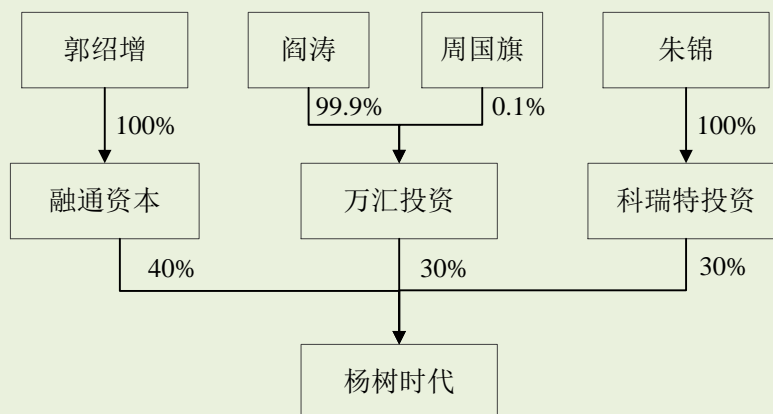 郭绍增
阎涛
周国旗
朱锦
100%
99.9%
0.1%
100%
融通资本
万汇投资
科瑞特投资
40%
30%
30%
杨树时代